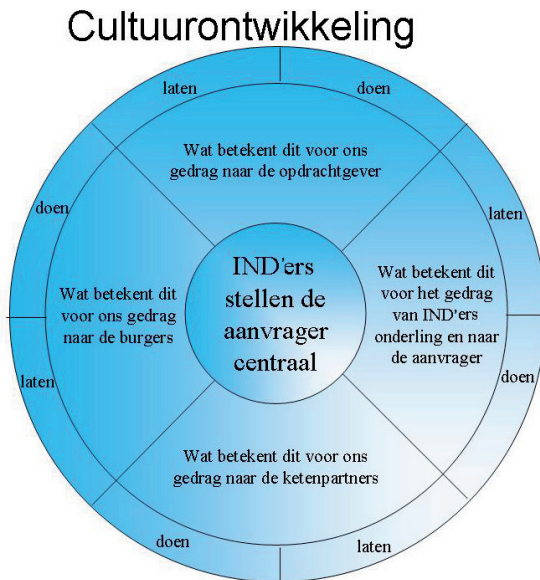 Cultuurontwikkeling
laten
doen
Wat betekent dit voor ons
gedrag naar de opdrachtgever
doen
laten
IND'ers
stellen de
aanvrager
centraal
Wat betekent dit
voor ons gedrag
naar de burgers
Wat betekent dit
voor het gedrag
van IND'ers
onderling en naar
de aanvrager
laten
doen
Wat betekent dit voor ons
gedrag naar de ketenpartners
doen
laten